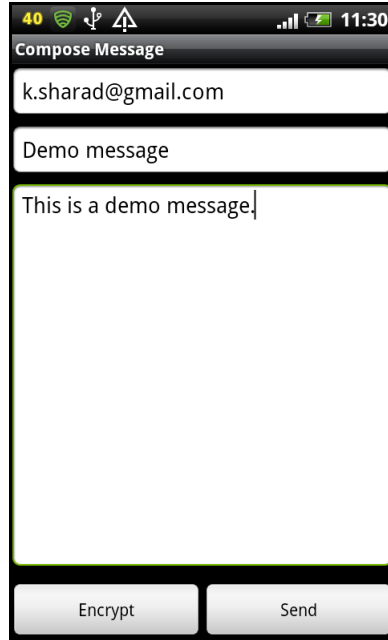 40 11:30
Compose Message
k.sharad@gmail.com
Demo message
This is a demo message.
Encrypt Send